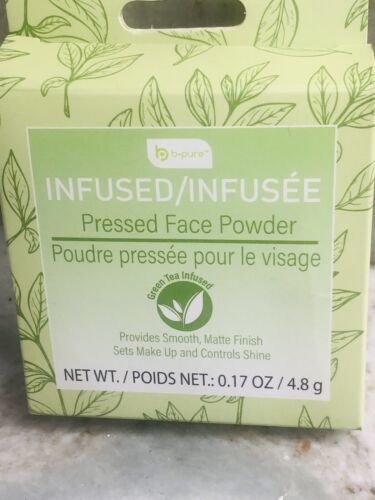 b•pure™
INFUSED/INFUSÉE
Pressed Face Powder
Poudre pressée pour le visage
Green Tea Infused
Provides Smooth, Matte Finish
Sets Make Up and Controls Shine
NET WT. / POIDS NET.: 0.17 OZ / 4.8 g